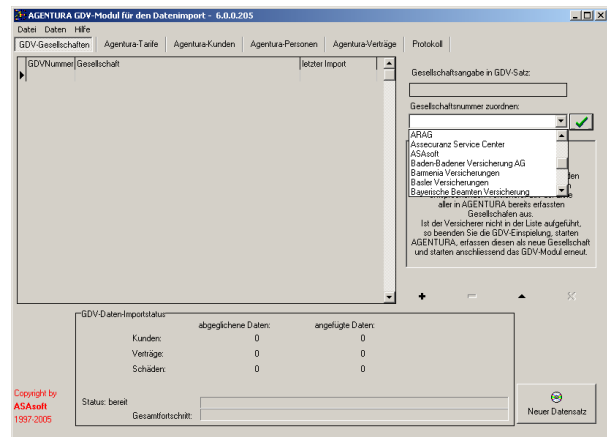 AGENTURA GDV-Modul für den Datenimport - 6.0.0.205
Datei Daten Hilfe
GDV-Gesellschaften Agentura-Tarife Agentura-Kunden Agentura-Personen Agentura-Verträge Protokoll
GDVNummer Gesellschaft letzter Import
Gesellschaftsangabe in GDV-Satz:
Gesellschaftsnummer zuordnen:
ARAG
Assecuranz Service Center
ASAsoft
Baden-Badener Versicherung AG
Barmenia Versicherungen
Basler Versicherungen
Bayerische Beamten Versicherung
aller in AGENTURA bereits erfassten
Gesellschafen aus.
Ist der Versicherer nicht in der Liste aufgeführt,
so beenden Sie die GDV-Einspielung, starten
AGENTURA, erfassen diesen als neue Gesellschaft
und starten anschliessend das GDV-Modul erneut.
GDV-Daten-Importstatus
abgeglichene Daten: angefügte Daten:
Kunden: 0 0
Verträge: 0 0
Schäden: 0 0
Status: bereit
Gesamtfortschritt:
Copyright by
ASAsoft
1997-2005
Neuer Datensatz